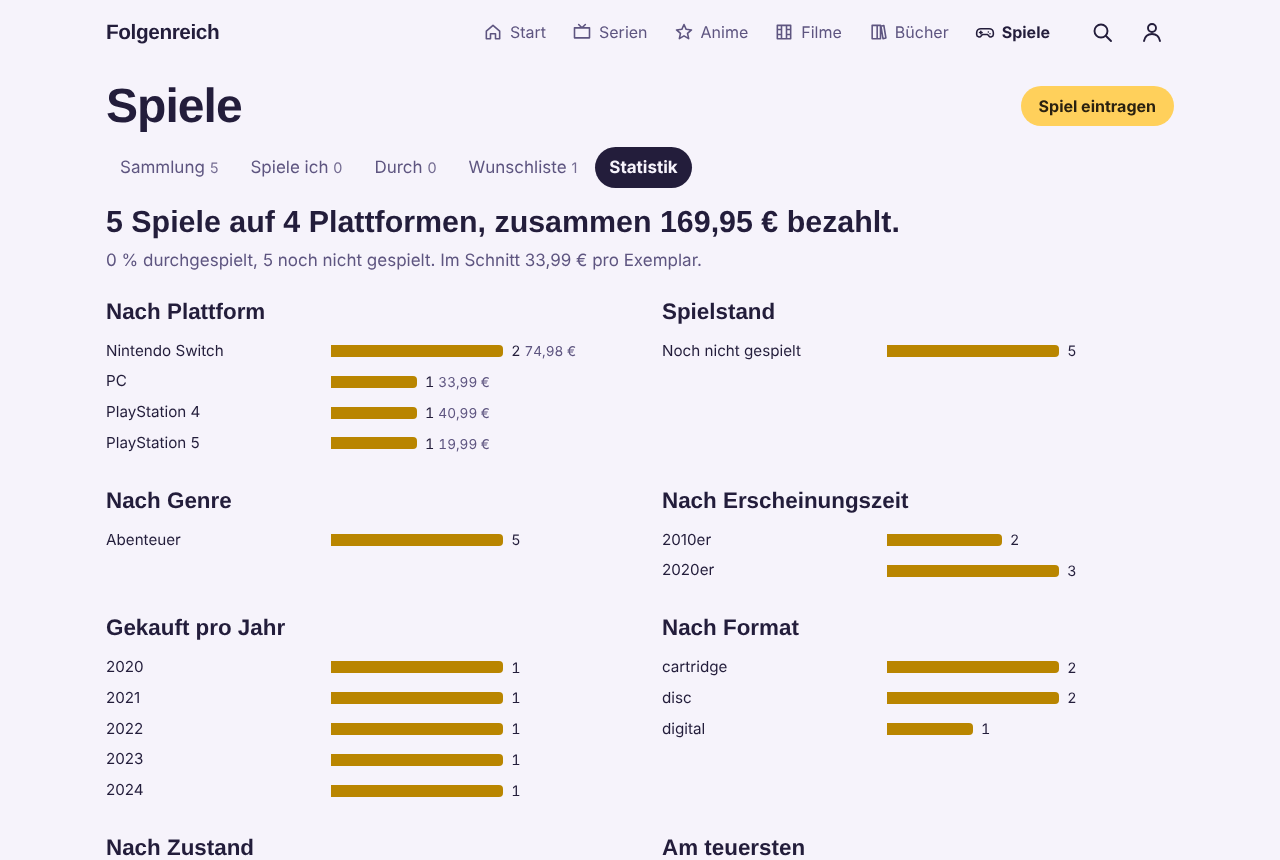 Folgenreich
Start
Serien
Anime
Filme
Bücher
Spiele
Spiele
Spiel eintragen
Sammlung 5
Spiele ich 0
Durch 0
Wunschliste 1
Statistik
5 Spiele auf 4 Plattformen, zusammen 169,95 € bezahlt.
0 % durchgespielt, 5 noch nicht gespielt. Im Schnitt 33,99 € pro Exemplar.
Nach Plattform
Nintendo Switch 2 74,98 €
PC 1 33,99 €
PlayStation 4 1 40,99 €
PlayStation 5 1 19,99 €
Spielstand
Noch nicht gespielt 5
Nach Genre
Abenteuer 5
Nach Erscheinungszeit
2010er 2
2020er 3
Gekauft pro Jahr
2020 1
2021 1
2022 1
2023 1
2024 1
Nach Format
cartridge 2
disc 2
digital 1
Nach Zustand
Am teuersten